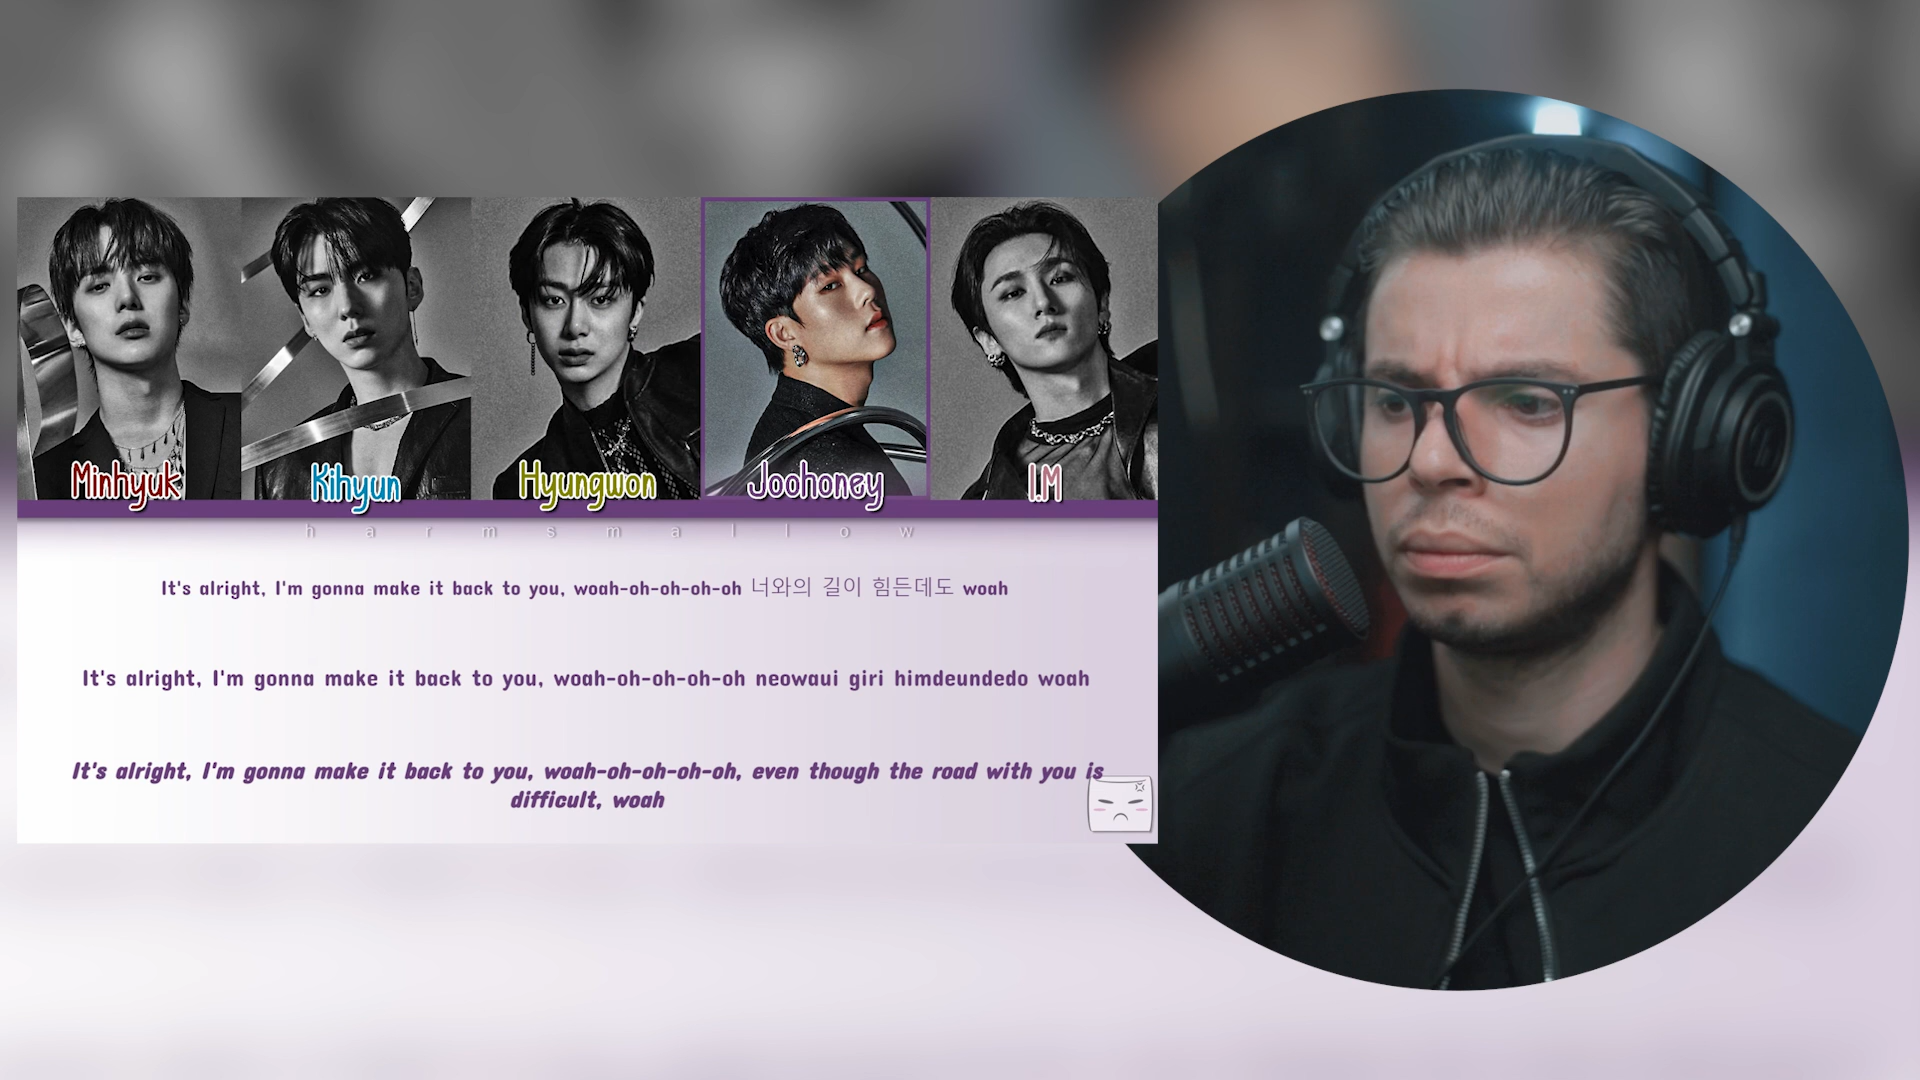 Minhyuk
Kihyun
Hyungwon
Joohoney
I.M
harmsmallow
It's alright, I'm gonna make it back to you, woah-oh-oh-oh-oh 너와의 길이 힘든데도 woah
It's alright, I'm gonna make it back to you, woah-oh-oh-oh-oh neowaui giri himdeundedo woah
It's alright, I'm gonna make it back to you, woah-oh-oh-oh-oh, even though the road with you is
difficult, woah